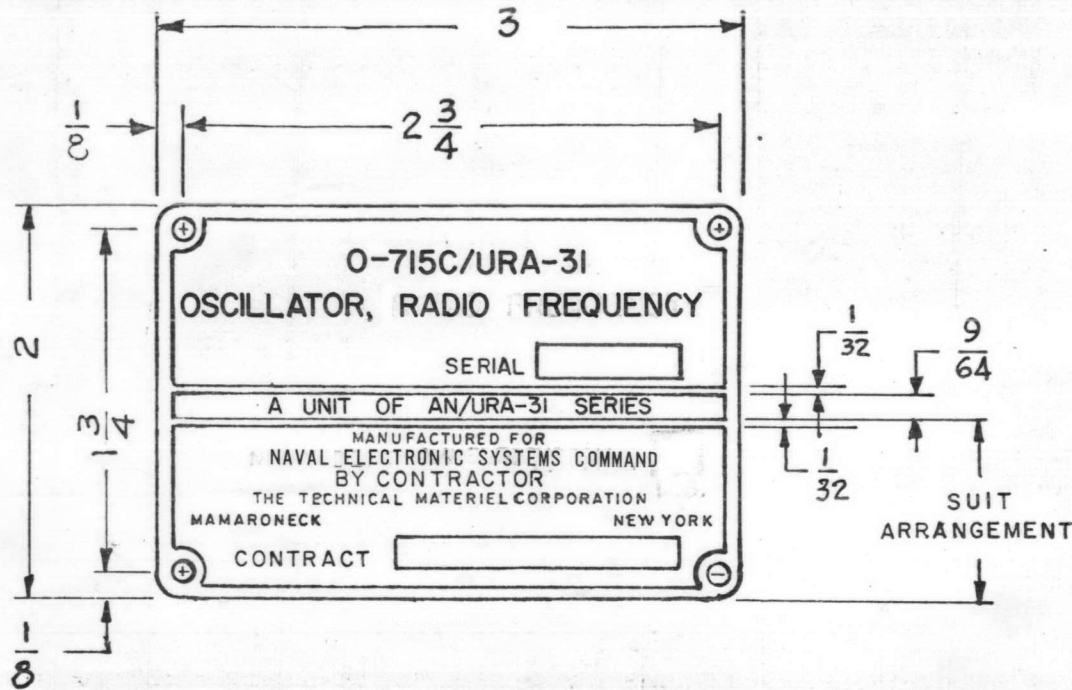 3
1/8
2 3/4
2
1 3/4
O-715C/URA-31
OSCILLATOR, RADIO FREQUENCY
SERIAL
A UNIT OF AN/URA-31 SERIES
MANUFACTURED FOR
NAVAL ELECTRONIC SYSTEMS COMMAND
BY CONTRACTOR
THE TECHNICAL MATERIEL CORPORATION
MAMARONECK NEW YORK
CONTRACT
1/32
9/64
1/32
SUIT
ARRANGEMENT
1/8